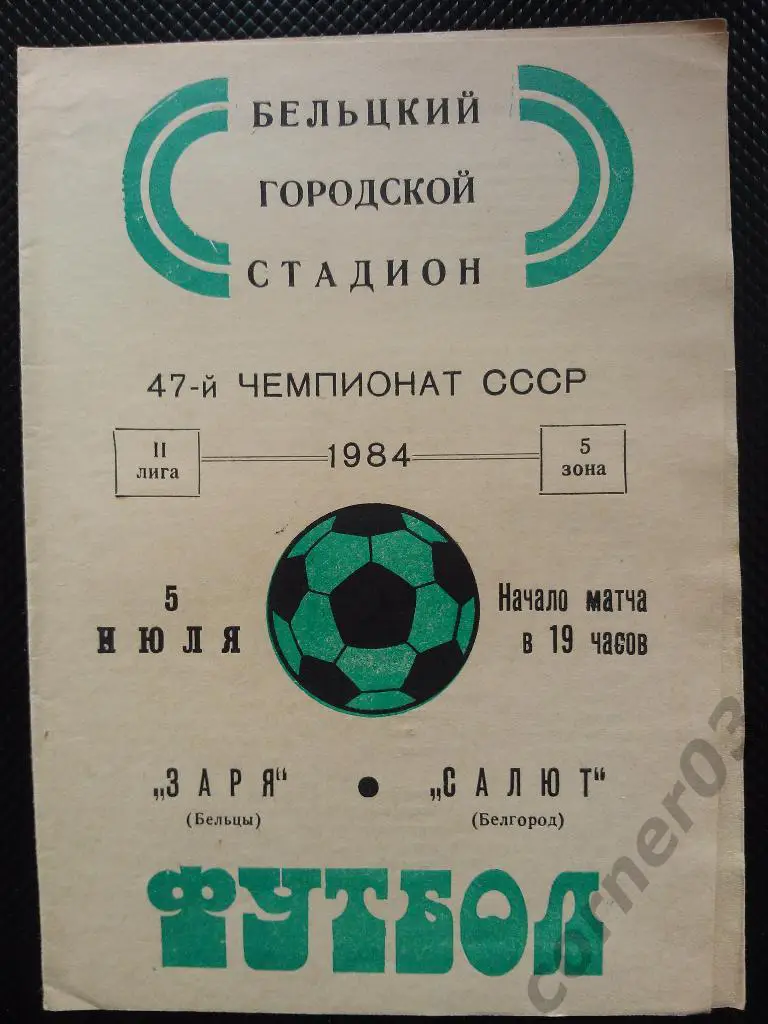 БЕЛЬЦКИЙ
ГОРОДСКОЙ
СТАДИОН
47-й ЧЕМПИОНАТ СССР
II
лига
1984
5
зона
5
ИЮЛЯ
Начало матча
в 19 часов
„ЗАРЯ“ • „САЛЮТ“
(Бельцы) (Белгород)
ФУТБОЛ
corner03